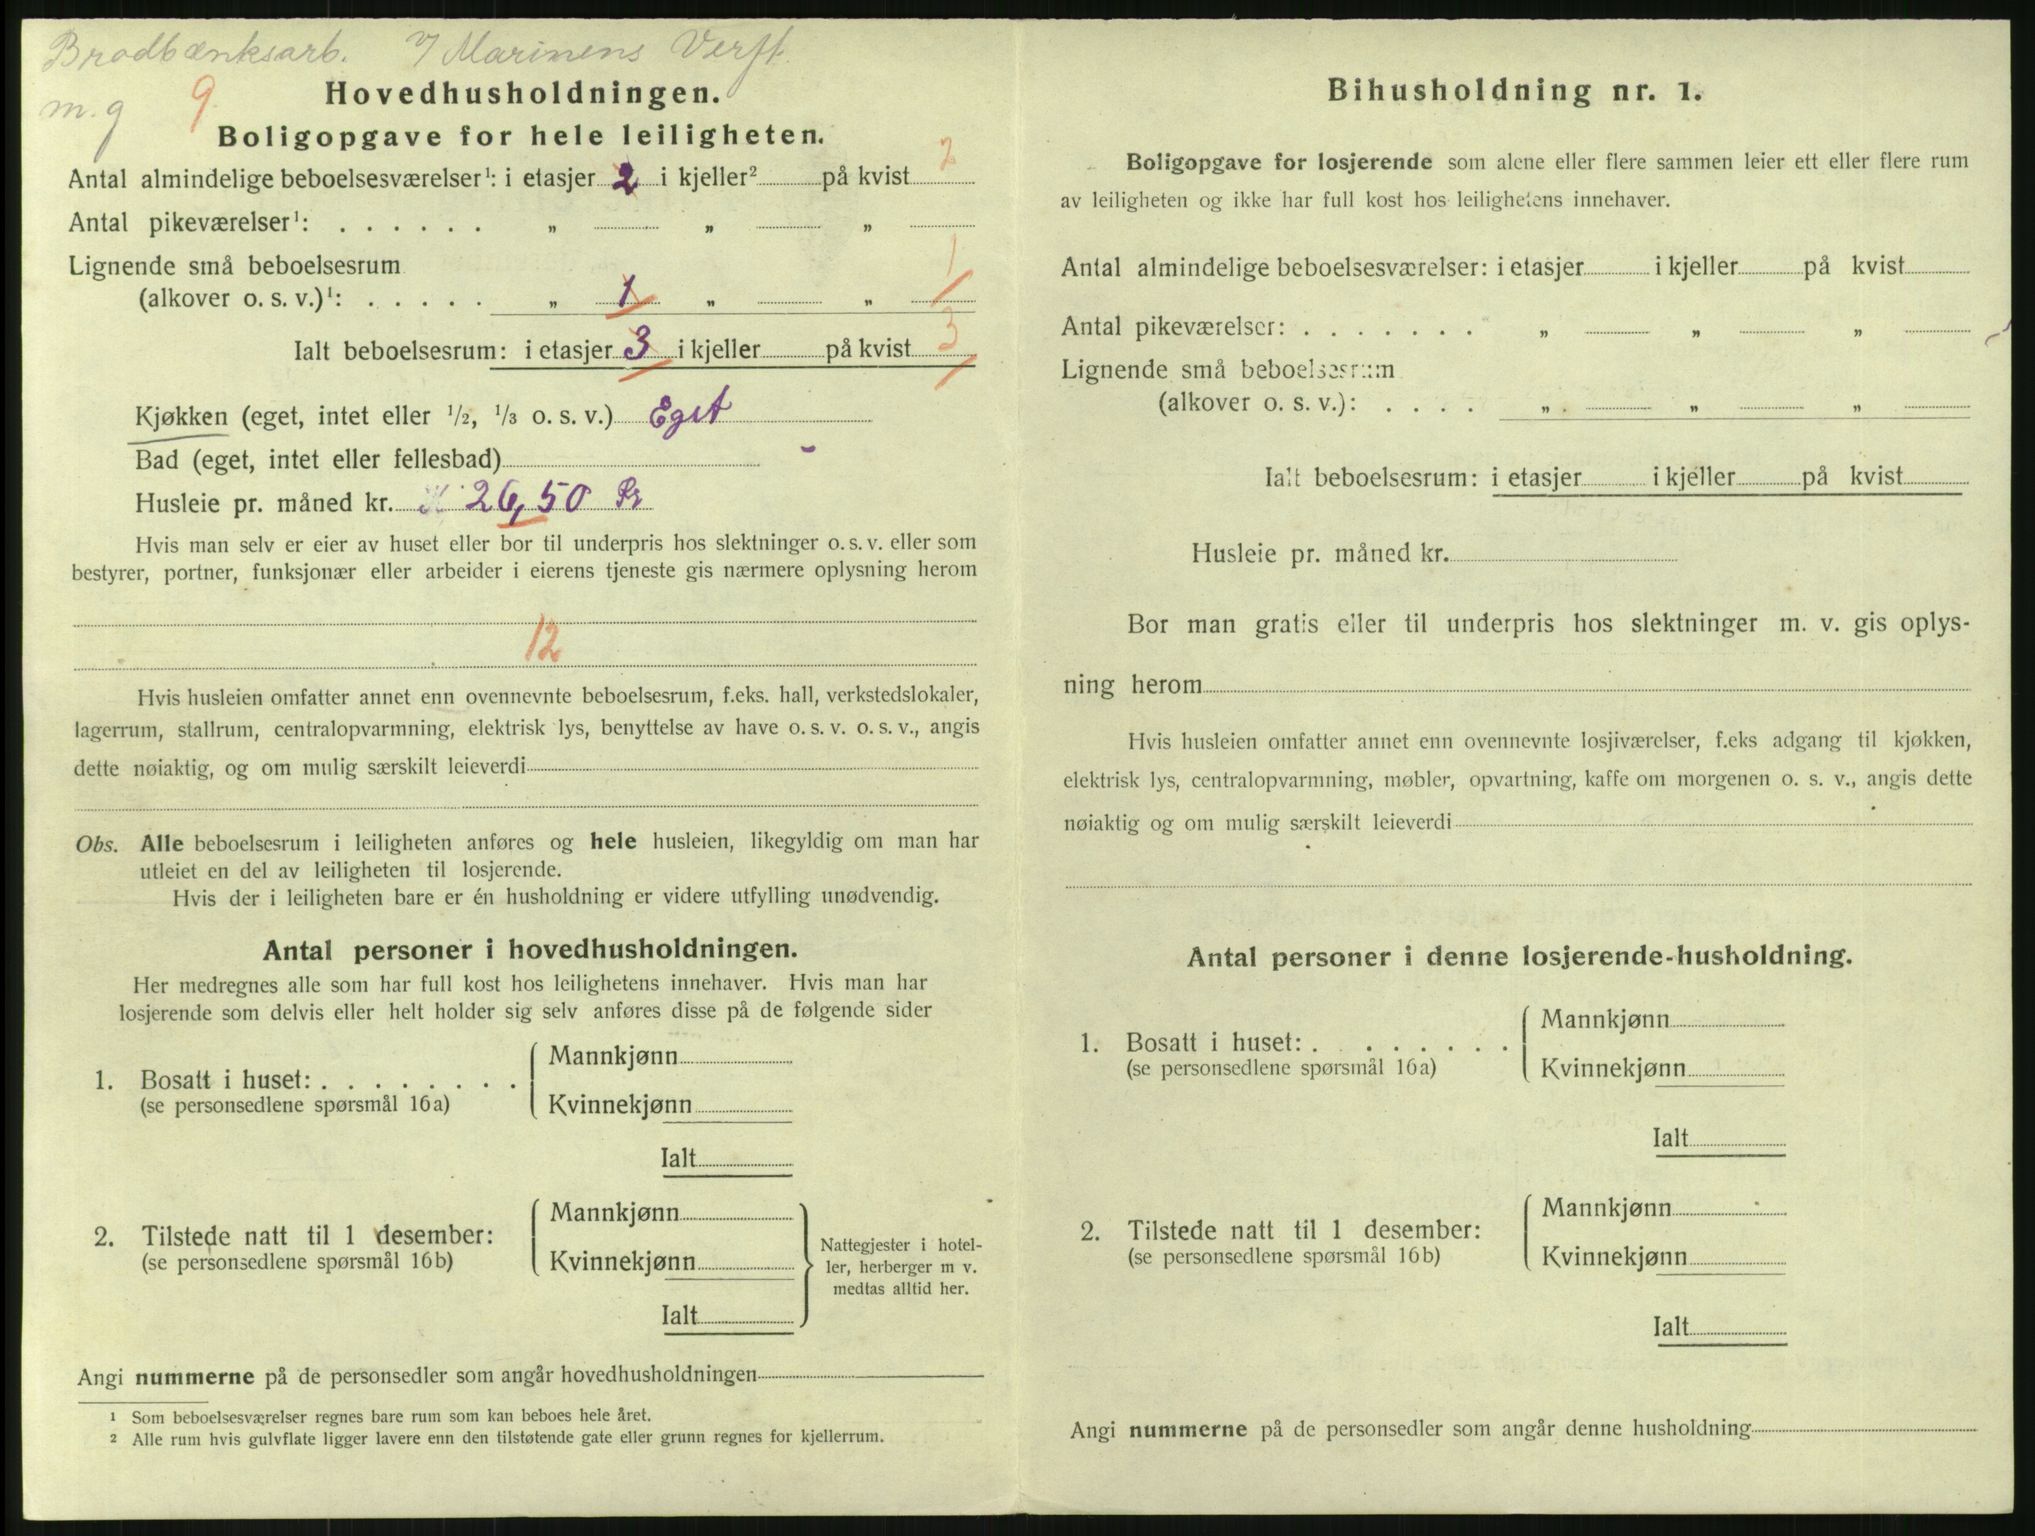 Brodbænksarb. v/ Marinens Verft.
m. g 9.
Hovedhusholdningen.
Boligopgave for hele leiligheten.
Antal almindelige beboelsesværelser¹: i etasjer 2 i kjeller² på kvist 2
Antal pikeværelser¹: . . . . . . „ „ „
Lignende små beboelsesrum
(alkover o. s. v.)¹: . . . . . „ 1 „ „ 1
Ialt beboelsesrum: i etasjer 3 i kjeller på kvist 3
Kjøkken (eget, intet eller 1/2, 1/3 o. s. v.) Eget
Bad (eget, intet eller fellesbad) -
Husleie pr. måned kr. 26,50 Kr
Hvis man selv er eier av huset eller bor til underpris hos slektninger o. s. v. eller som
bestyrer, portner, funksjonær eller arbeider i eierens tjeneste gis nærmere oplysning herom
12
Hvis husleien omfatter annet enn ovennevnte beboelsesrum, f.eks. hall, verkstedslokaler,
lagerrum, stallrum, centralopvarmning, elektrisk lys, benyttelse av have o. s. v. o. s. v., angis
dette nøiaktig, og om mulig særskilt leieverdi
Obs. Alle beboelsesrum i leiligheten anføres og hele husleien, likegyldig om man har
utleiet en del av leiligheten til losjerende.
Hvis der i leiligheten bare er én husholdning er videre utfylling unødvendig.
Antal personer i hovedhusholdningen.
Her medregnes alle som har full kost hos leilighetens innehaver. Hvis man har
losjerende som delvis eller helt holder sig selv anføres disse på de følgende sider
1. Bosatt i huset: . . . . . . . .
(se personsedlene spørsmål 16a)
Mannkjønn
Kvinnekjønn
Ialt
2. Tilstede natt til 1 desember:
(se personsedlene spørsmål 16b)
Mannkjønn
Kvinnekjønn
Ialt
Nattegjester i hotel-
ler, herberger m v.
medtas alltid her.
Angi nummerne på de personsedler som angår hovedhusholdningen
¹ Som beboelsesværelser regnes bare rum som kan beboes hele året.
² Alle rum hvis gulvflate ligger lavere enn den tilstøtende gate eller grunn regnes for kjellerrum.
Bihusholdning nr. 1.
Boligopgave for losjerende som alene eller flere sammen leier ett eller flere rum
av leiligheten og ikke har full kost hos leilighetens innehaver.
Antal almindelige beboelsesværelser: i etasjer i kjeller på kvist
Antal pikeværelser: . . . . . . . „ „ „
Lignende små beboelsesrum
(alkover o. s. v.): . . . . „ „ „
Ialt beboelsesrum: i etasjer i kjeller på kvist
Husleie pr. måned kr.
Bor man gratis eller til underpris hos slektninger m. v. gis oplys-
ning herom
Hvis husleien omfatter annet enn ovennevnte losjiværelser, f.eks adgang til kjøkken,
elektrisk lys, centralopvarmning, møbler, opvartning, kaffe om morgenen o. s. v., angis dette
nøiaktig og om mulig særskilt leieverdi
Antal personer i denne losjerende-husholdning.
1. Bosatt i huset: . . . . . . .
(se personsedlene spørsmål 16a)
Mannkjønn
Kvinnekjønn
Ialt
2. Tilstede natt til 1 desember:
(se personsedlene spørsmål 16b)
Mannkjønn
Kvinnekjønn
Ialt
Angi nummerne på de personsedler som angår denne husholdning